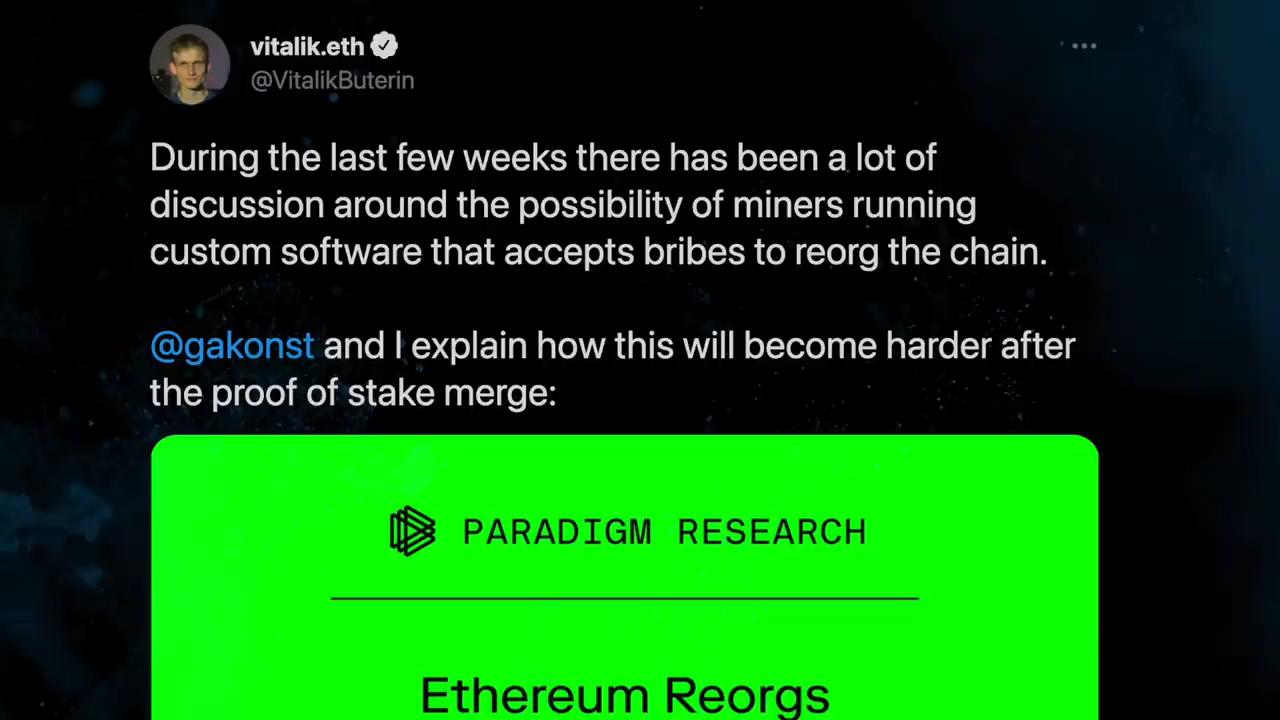 vitalik.eth
@VitalikButerin
During the last few weeks there has been a lot of
discussion around the possibility of miners running
custom software that accepts bribes to reorg the chain.
@gakonst and I explain how this will become harder after
the proof of stake merge:
PARADIGM RESEARCH
Ethereum Reorgs